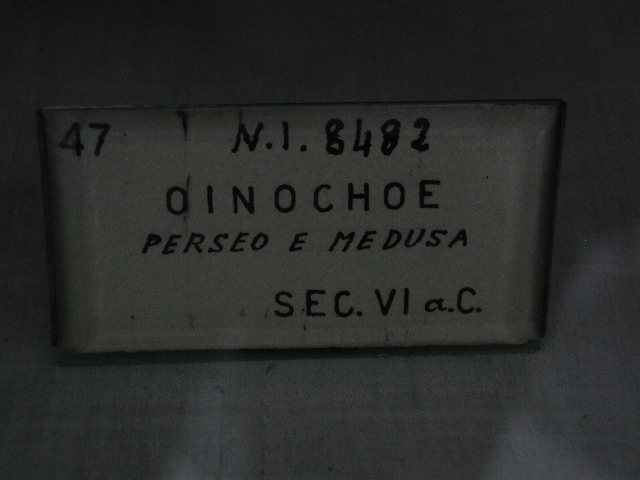 47 N.I. 8482
OINOCHOE
PERSEO E MEDUSA
SEC. VI a.C.